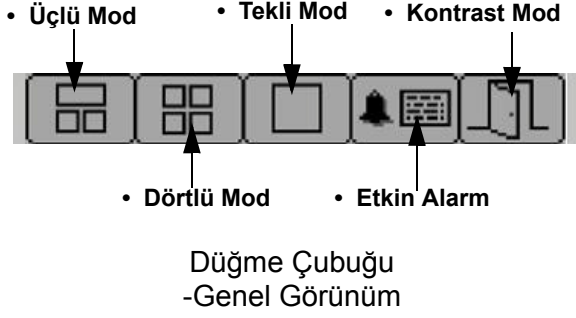 • Üçlü Mod
• Tekli Mod
• Kontrast Mod
• Dörtlü Mod
• Etkin Alarm
Düğme Çubuğu
-Genel Görünüm